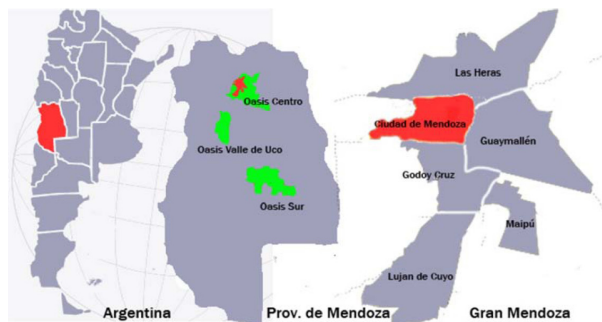 Las Heras
Oasis Centro
Ciudad de Mendoza
Guaymallén
Oasis Valle de Uco
Godoy Cruz
Oasis Sur
Maipú
Lujan de Cuyo
Argentina
Prov. de Mendoza
Gran Mendoza